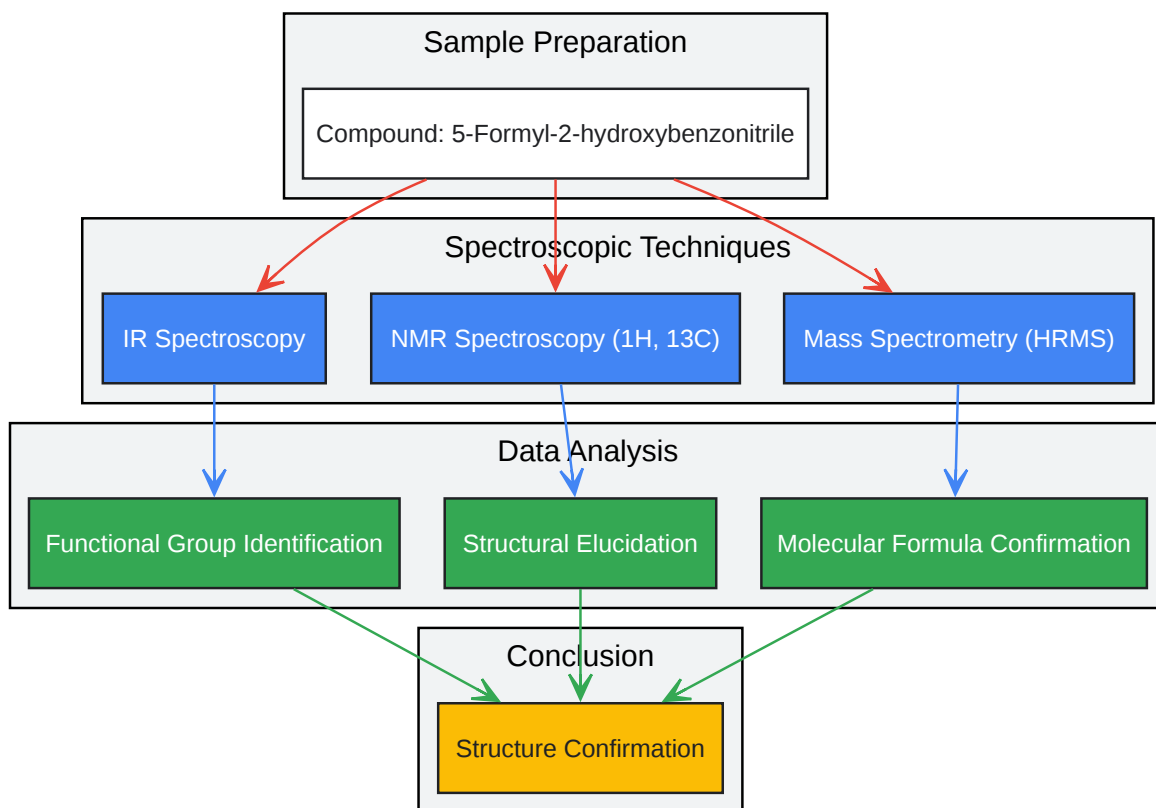 Sample Preparation
Compound: 5-Formyl-2-hydroxybenzonitrile
Spectroscopic Techniques
IR Spectroscopy
NMR Spectroscopy (1H, 13C)
Mass Spectrometry (HRMS)
Data Analysis
Functional Group Identification
Structural Elucidation
Molecular Formula Confirmation
Conclusion
Structure Confirmation